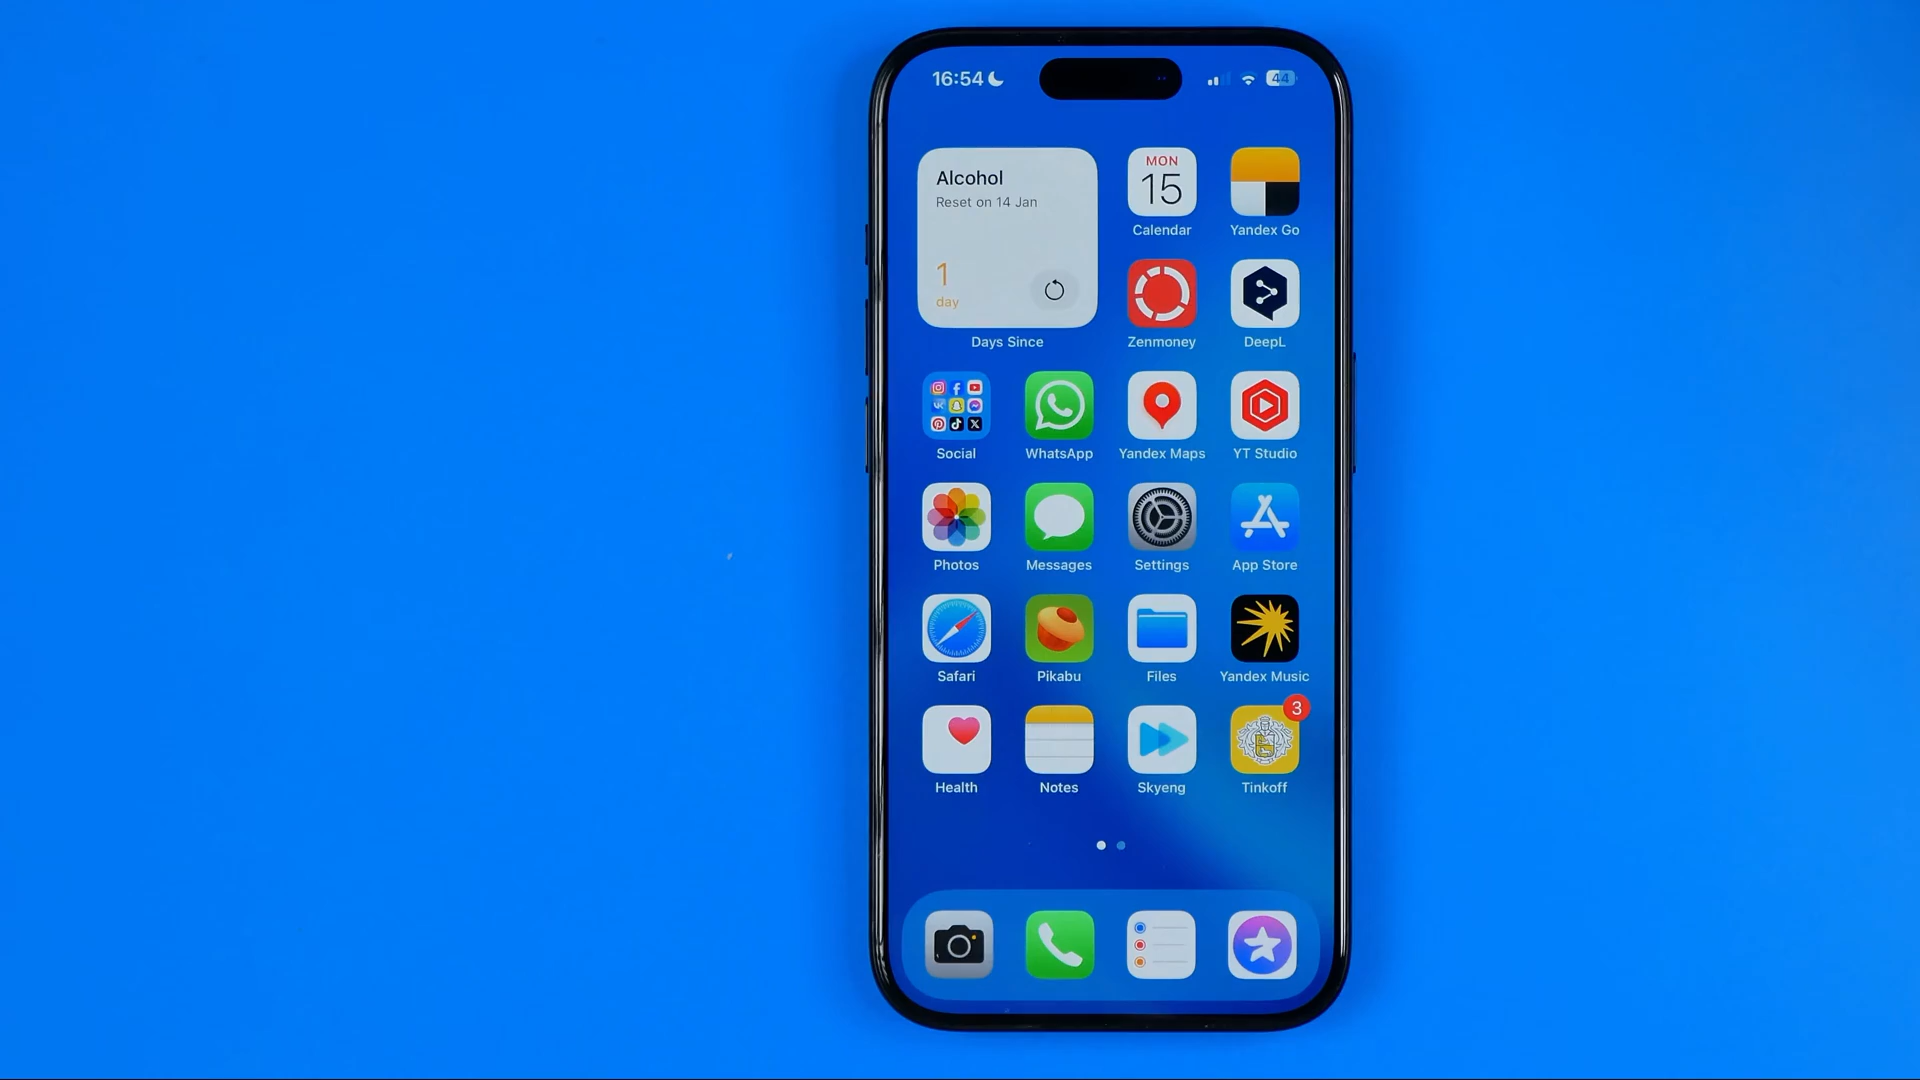 16:54
44
Alcohol
Reset on 14 Jan
1
day
Days Since
MON
15
Calendar
Yandex Go
Zenmoney
DeepL
Social
WhatsApp
Yandex Maps
YT Studio
Photos
Messages
Settings
App Store
Safari
Pikabu
Files
Yandex Music
3
Health
Notes
Skyeng
Tinkoff